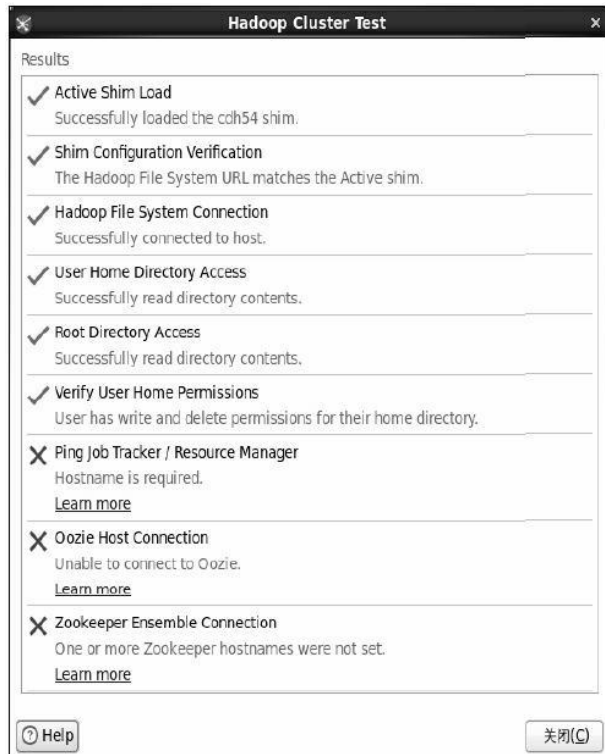 Hadoop Cluster Test
Results
Active Shim Load
Successfully loaded the cdh54 shim.
Shim Configuration Verification
The Hadoop File System URL matches the Active shim.
Hadoop File System Connection
Successfully connected to host.
User Home Directory Access
Successfully read directory contents.
Root Directory Access
Successfully read directory contents.
Verify User Home Permissions
User has write and delete permissions for their home directory.
Ping Job Tracker / Resource Manager
Hostname is required.
Learn more
Oozie Host Connection
Unable to connect to Oozie.
Learn more
Zookeeper Ensemble Connection
One or more Zookeeper hostnames were not set.
Learn more
Help
关闭(C)